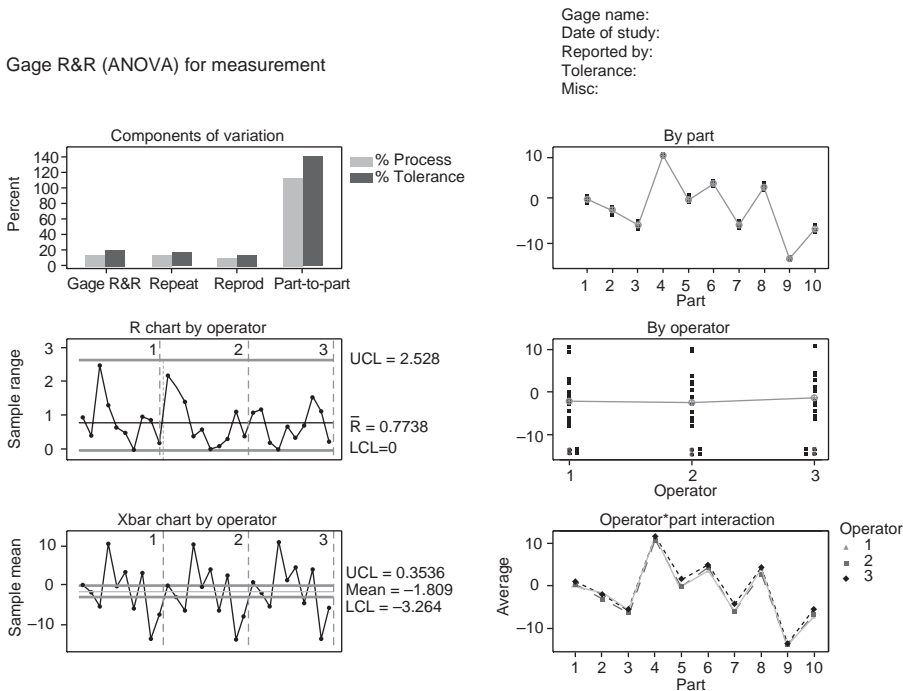 Gage name:
Date of study:
Reported by:
Tolerance:
Misc:
Gage R&R (ANOVA) for measurement
Components of variation
Percent
140
120
100
80
60
40
20
0
Gage R&R Repeat Reprod Part-to-part
% Process
% Tolerance
By part
10
0
–10
1 2 3 4 5 6 7 8 9 10
Part
R chart by operator
Sample range
3
2
1
0
1 2 3
UCL = 2.528
R̅ = 0.7738
LCL=0
By operator
10
0
–10
1 2 3
Operator
Xbar chart by operator
Sample mean
10
0
–10
1 2 3
UCL = 0.3536
Mean = –1.809
LCL = –3.264
Operator*part interaction
Average
10
0
–10
1 2 3 4 5 6 7 8 9 10
Part
Operator
1
2
3